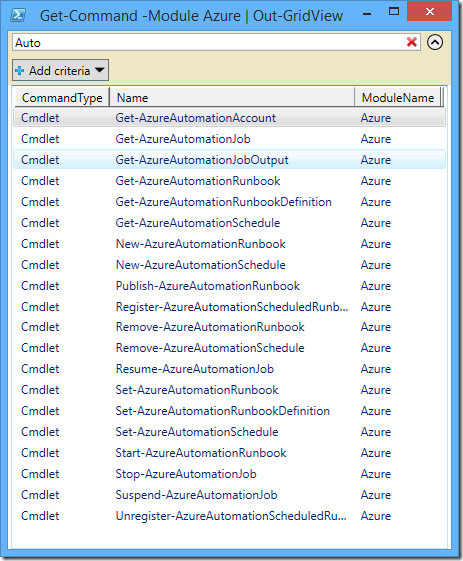 Get-Command -Module Azure | Out-GridView
Auto
Add criteria
CommandType Name ModuleName
Cmdlet Get-AzureAutomationAccount Azure
Cmdlet Get-AzureAutomationJob Azure
Cmdlet Get-AzureAutomationJobOutput Azure
Cmdlet Get-AzureAutomationRunbook Azure
Cmdlet Get-AzureAutomationRunbookDefinition Azure
Cmdlet Get-AzureAutomationSchedule Azure
Cmdlet New-AzureAutomationRunbook Azure
Cmdlet New-AzureAutomationSchedule Azure
Cmdlet Publish-AzureAutomationRunbook Azure
Cmdlet Register-AzureAutomationScheduledRunb... Azure
Cmdlet Remove-AzureAutomationRunbook Azure
Cmdlet Remove-AzureAutomationSchedule Azure
Cmdlet Resume-AzureAutomationJob Azure
Cmdlet Set-AzureAutomationRunbook Azure
Cmdlet Set-AzureAutomationRunbookDefinition Azure
Cmdlet Set-AzureAutomationSchedule Azure
Cmdlet Start-AzureAutomationRunbook Azure
Cmdlet Stop-AzureAutomationJob Azure
Cmdlet Suspend-AzureAutomationJob Azure
Cmdlet Unregister-AzureAutomationScheduledRu... Azure